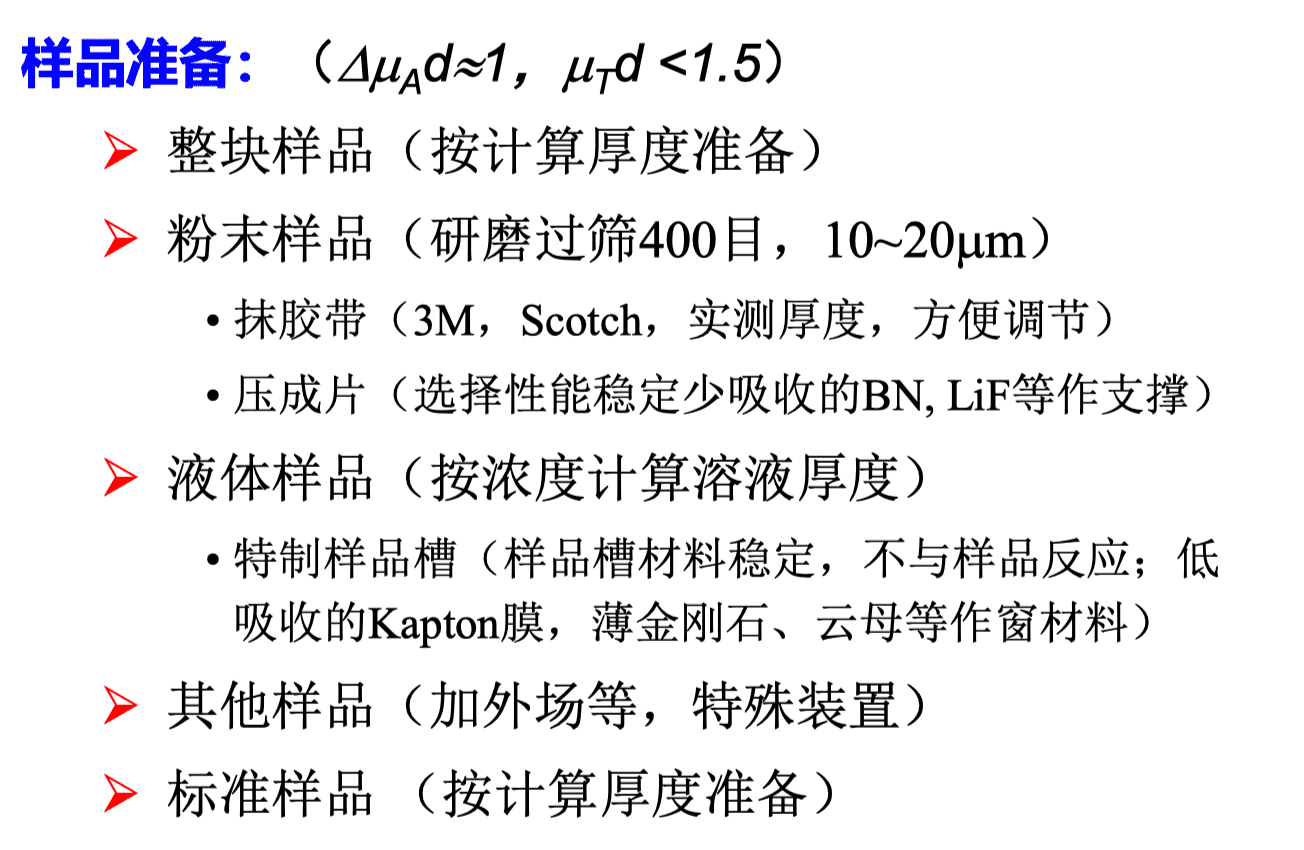 样品准备：（ΔμAd≈1，μTd <1.5）
➢ 整块样品（按计算厚度准备）
➢ 粉末样品（研磨过筛400目，10~20μm）
• 抹胶带（3M，Scotch，实测厚度，方便调节）
• 压成片（选择性能稳定少吸收的BN, LiF等作支撑）
➢ 液体样品（按浓度计算溶液厚度）
• 特制样品槽（样品槽材料稳定，不与样品反应；低
吸收的Kapton膜，薄金刚石、云母等作窗材料）
➢ 其他样品（加外场等，特殊装置）
➢ 标准样品 （按计算厚度准备）